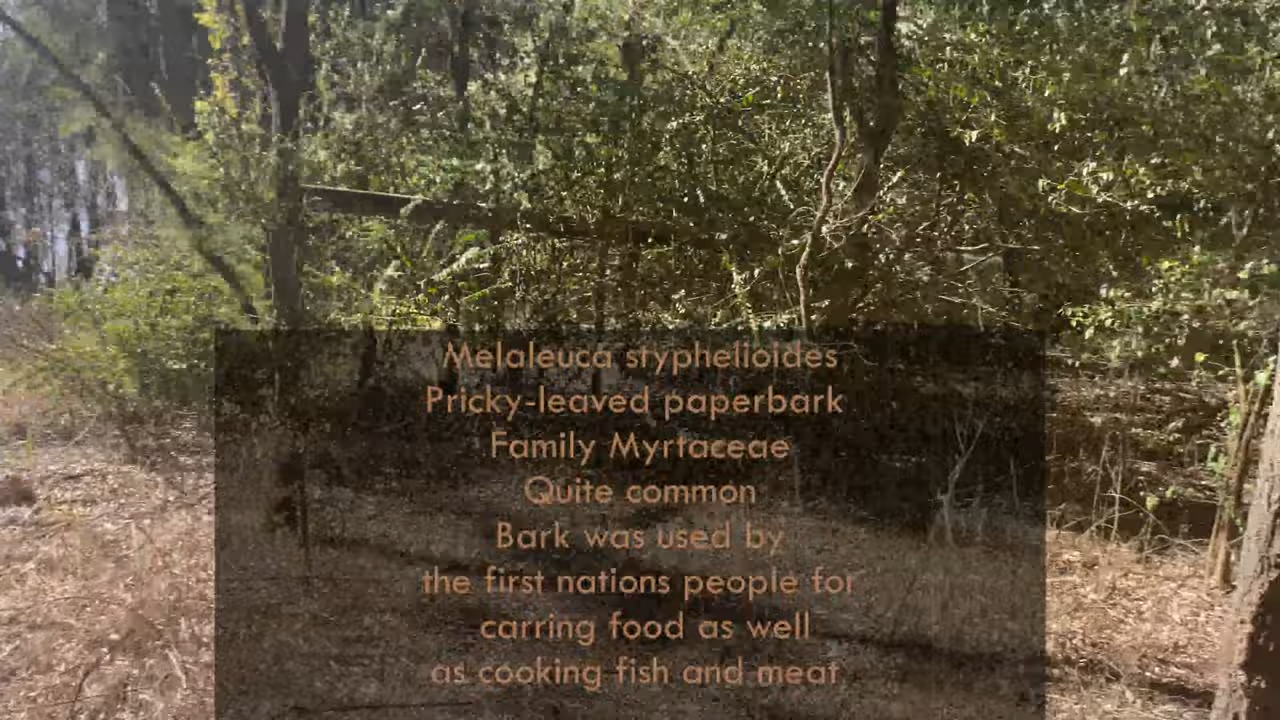 Melaleuca styphelioides
Pricky-leaved paperbark
Family Myrtaceae
Quite common
Bark was used by
the first nations people for
carring food as well
as cooking fish and meat